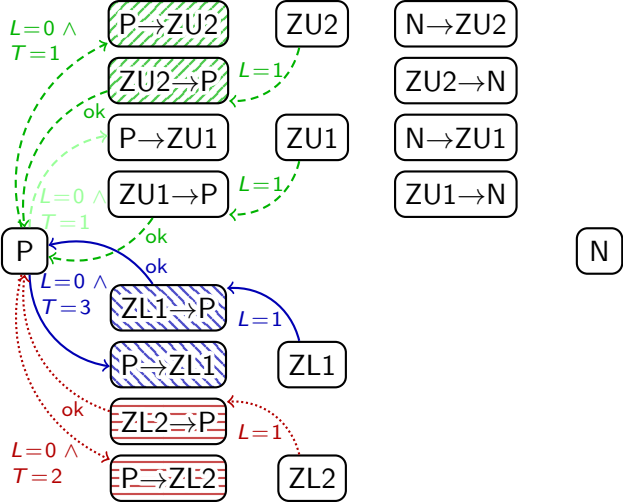 L=0 ∧
T=1
P→ZU2
ZU2
N→ZU2
ZU2→P
L=1
ZU2→N
ok
P→ZU1
ZU1
N→ZU1
L=0 ∧
T=1
ZU1→P
L=1
ZU1→N
ok
P
N
ok
L=0 ∧
T=3
ZL1→P
L=1
P→ZL1
ZL1
ok
ZL2→P
L=1
L=0 ∧
T=2
P→ZL2
ZL2